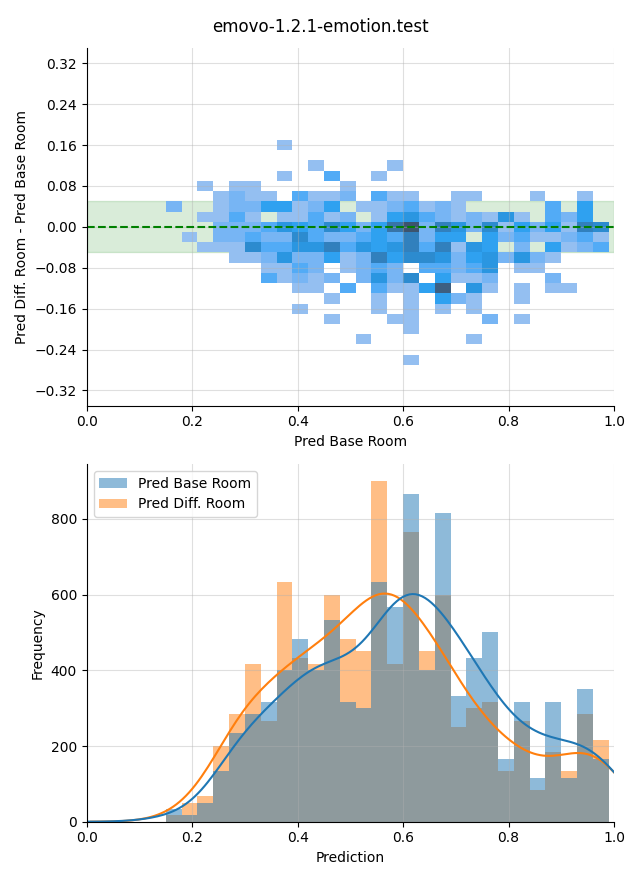 emovo-1.2.1-emotion.test
Pred Diff. Room - Pred Base Room
0.32
0.24
0.16
0.08
0.00
−0.08
−0.16
−0.24
−0.32
0.0 0.2 0.4 0.6 0.8 1.0
Pred Base Room
Frequency
Pred Base Room
Pred Diff. Room
800
600
400
200
0
0.0 0.2 0.4 0.6 0.8 1.0
Prediction